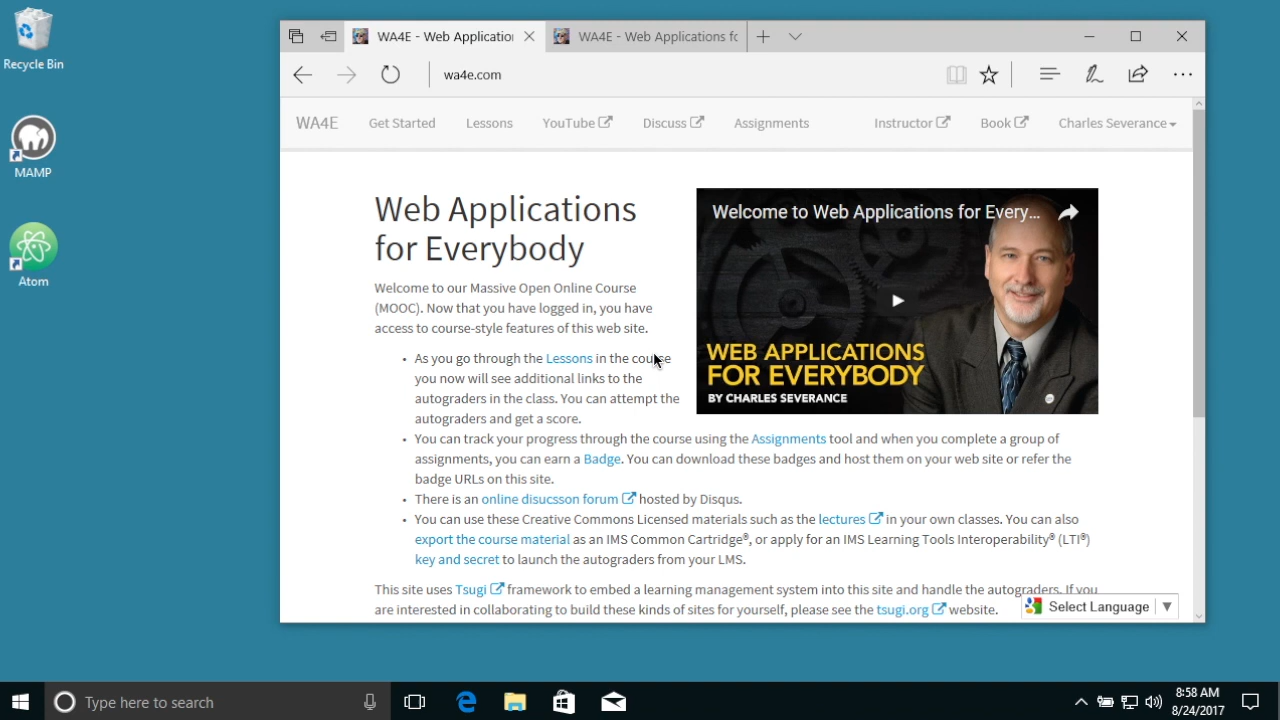 Recycle Bin
MAMP
Atom
WA4E - Web Application
WA4E - Web Applications fo
wa4e.com
WA4E Get Started Lessons YouTube Discuss Assignments Instructor Book Charles Severance
Web Applications
for Everybody
Welcome to our Massive Open Online Course
(MOOC). Now that you have logged in, you have
access to course-style features of this web site.
As you go through the Lessons in the course
you now will see additional links to the
autograders in the class. You can attempt the
autograders and get a score.
Welcome to Web Applications for Every...
WEB APPLICATIONS
FOR EVERYBODY
BY CHARLES SEVERANCE
You can track your progress through the course using the Assignments tool and when you complete a group of
assignments, you can earn a Badge. You can download these badges and host them on your web site or refer the
badge URLs on this site.
There is an online disucsson forum hosted by Disqus.
You can use these Creative Commons Licensed materials such as the lectures in your own classes. You can also
export the course material as an IMS Common Cartridge®, or apply for an IMS Learning Tools Interoperability® (LTI®)
key and secret to launch the autograders from your LMS.
This site uses Tsugi framework to embed a learning management system into this site and handle the autograders. If you
are interested in collaborating to build these kinds of sites for yourself, please see the tsugi.org website.
Select Language
Type here to search
8:58 AM
8/24/2017